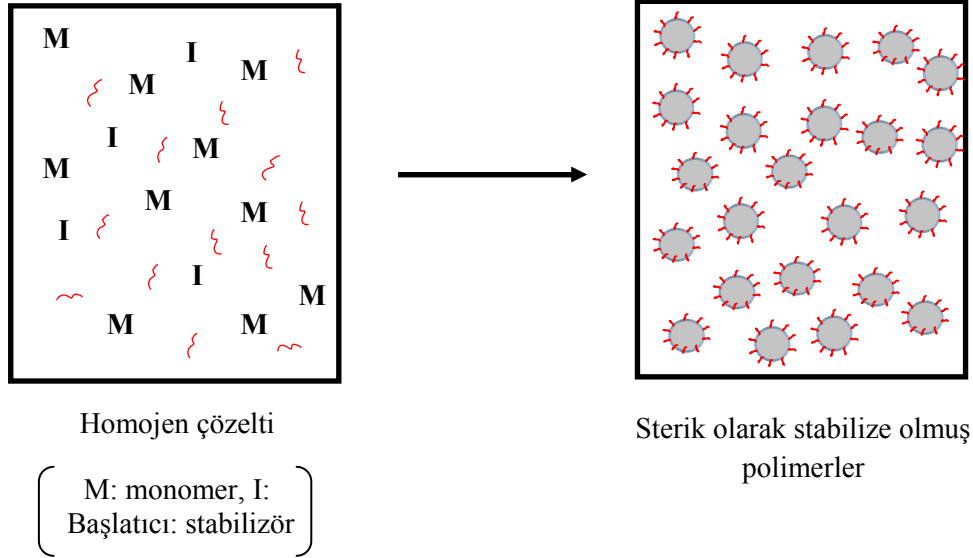 M
I
M
M
I
M
M
M
M
I
I
M
M
M
Homojen çözelti
M: monomer, I:
Başlatıcı: stabilizör
Sterik olarak stabilize olmuş
polimerler